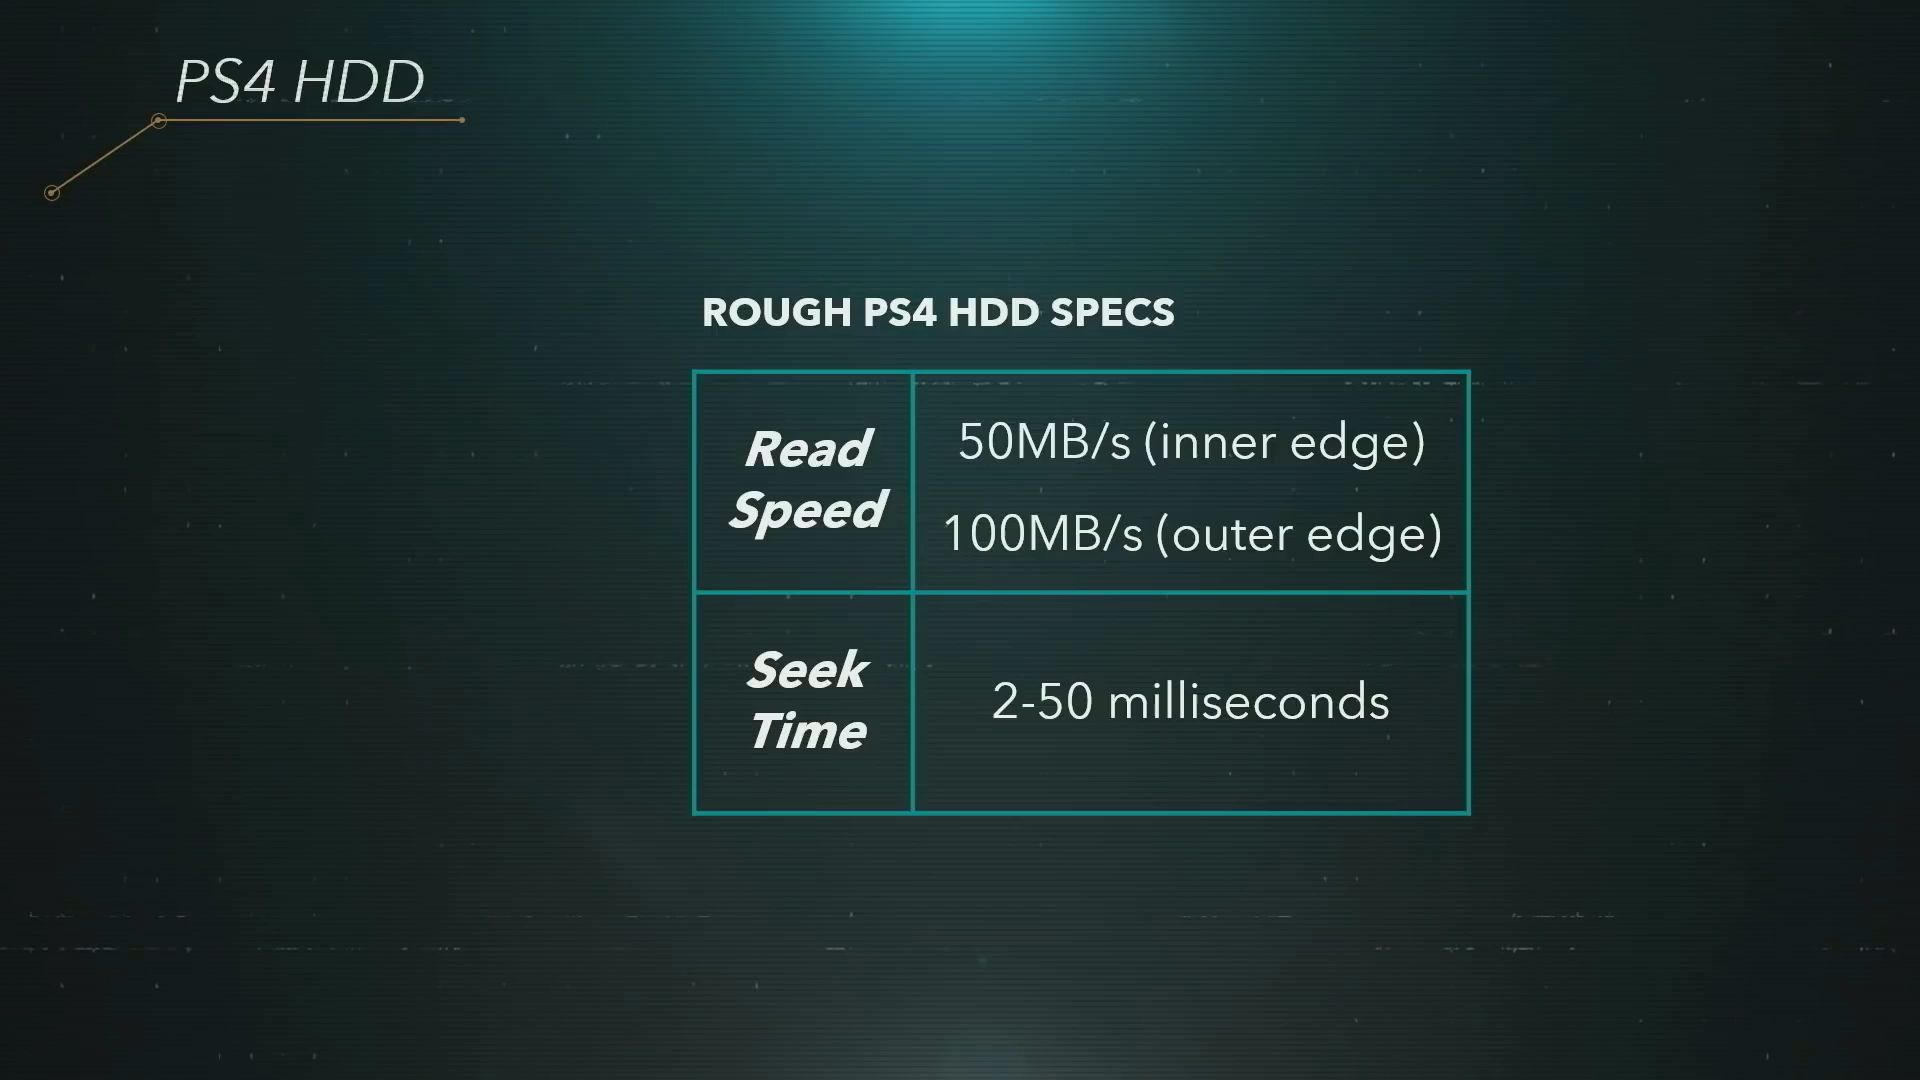 PS4 HDD
ROUGH PS4 HDD SPECS
Read
Speed
50MB/s (inner edge)
100MB/s (outer edge)
Seek
Time
2-50 milliseconds